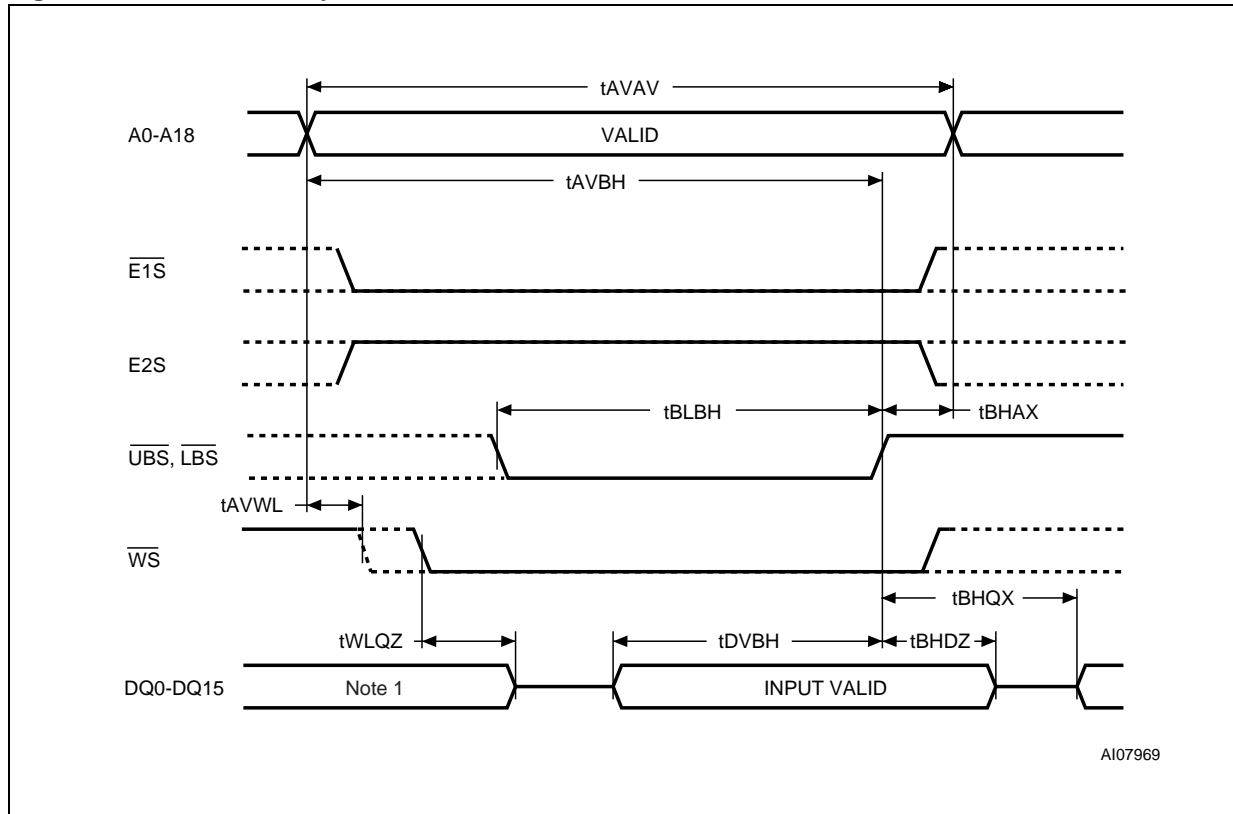 tAVAV
A0-A18
VALID
tAVBH
E1S
E2S
tBLBH
tBHAX
UBS, LBS
tAVWL
WS
tBHQX
tWLQZ
tDVBH
tBHDZ
DQ0-DQ15
Note 1
INPUT VALID
AI07969